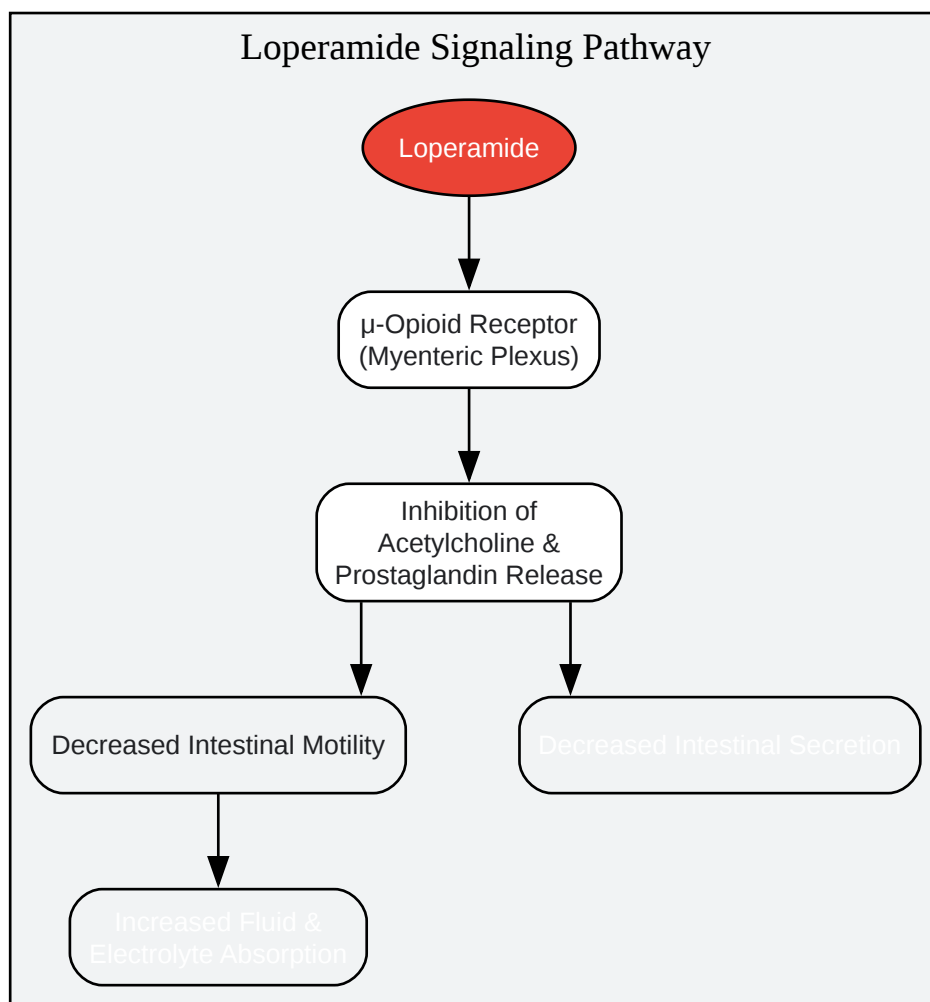 Loperamide Signaling Pathway
Loperamide
μ-Opioid Receptor
(Myenteric Plexus)
Inhibition of
Acetylcholine &
Prostaglandin Release
Decreased Intestinal Motility
Decreased Intestinal Secretion
Increased Fluid &
Electrolyte Absorption